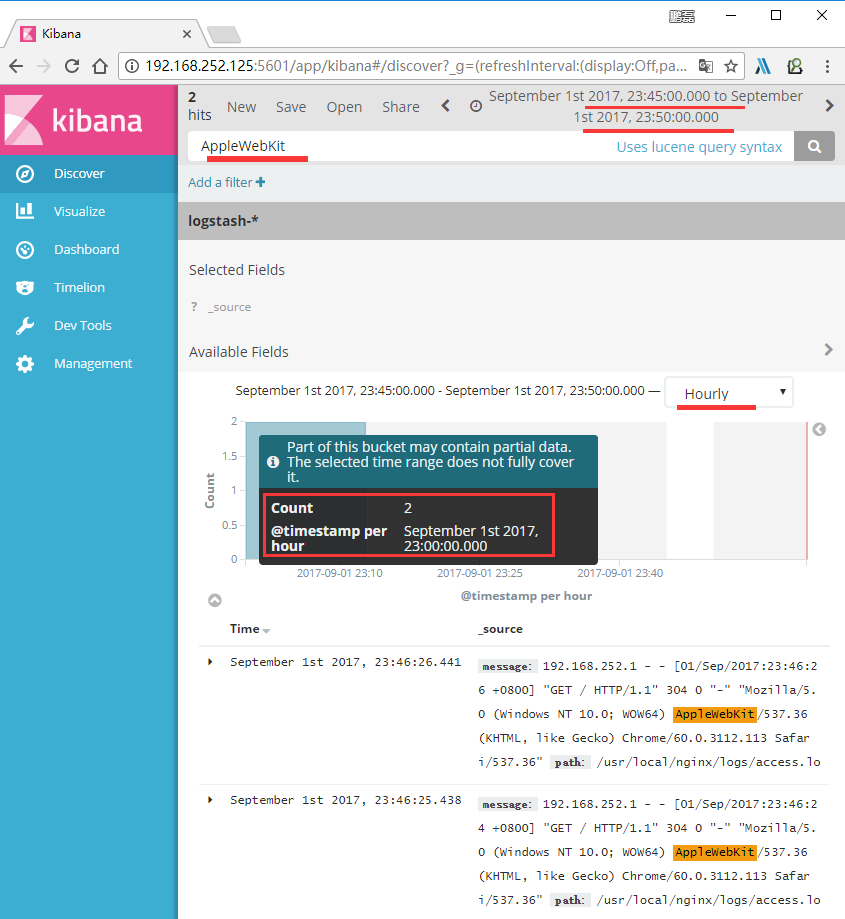 鹏磊
Kibana
192.168.252.125:5601/app/kibana#/discover?_g=(refreshInterval:(display:Off,pa...
kibana
Discover
Visualize
Dashboard
Timelion
Dev Tools
Management
2 hits
New Save Open Share
September 1st 2017, 23:45:00.000 to September
1st 2017, 23:50:00.000
AppleWebKit
Uses lucene query syntax
Add a filter +
logstash-*
Selected Fields
? _source
Available Fields
September 1st 2017, 23:45:00.000 - September 1st 2017, 23:50:00.000 — Hourly
Count
2
1.5
1
0.5
0
Part of this bucket may contain partial data.
The selected time range does not fully cover
it.
Count 2
@timestamp per hour September 1st 2017, 23:00:00.000
2017-09-01 23:10 2017-09-01 23:25 2017-09-01 23:40
@timestamp per hour
Time _source
September 1st 2017, 23:46:26.441 message: 192.168.252.1 - - [01/Sep/2017:23:46:2
6 +0800] "GET / HTTP/1.1" 304 0 "-" "Mozilla/5.
0 (Windows NT 10.0; WOW64) AppleWebKit/537.36
(KHTML, like Gecko) Chrome/60.0.3112.113 Safar
i/537.36" path: /usr/local/nginx/logs/access.lo
September 1st 2017, 23:46:25.438 message: 192.168.252.1 - - [01/Sep/2017:23:46:2
4 +0800] "GET / HTTP/1.1" 304 0 "-" "Mozilla/5.
0 (Windows NT 10.0; WOW64) AppleWebKit/537.36
(KHTML, like Gecko) Chrome/60.0.3112.113 Safar
i/537.36" path: /usr/local/nginx/logs/access.lo